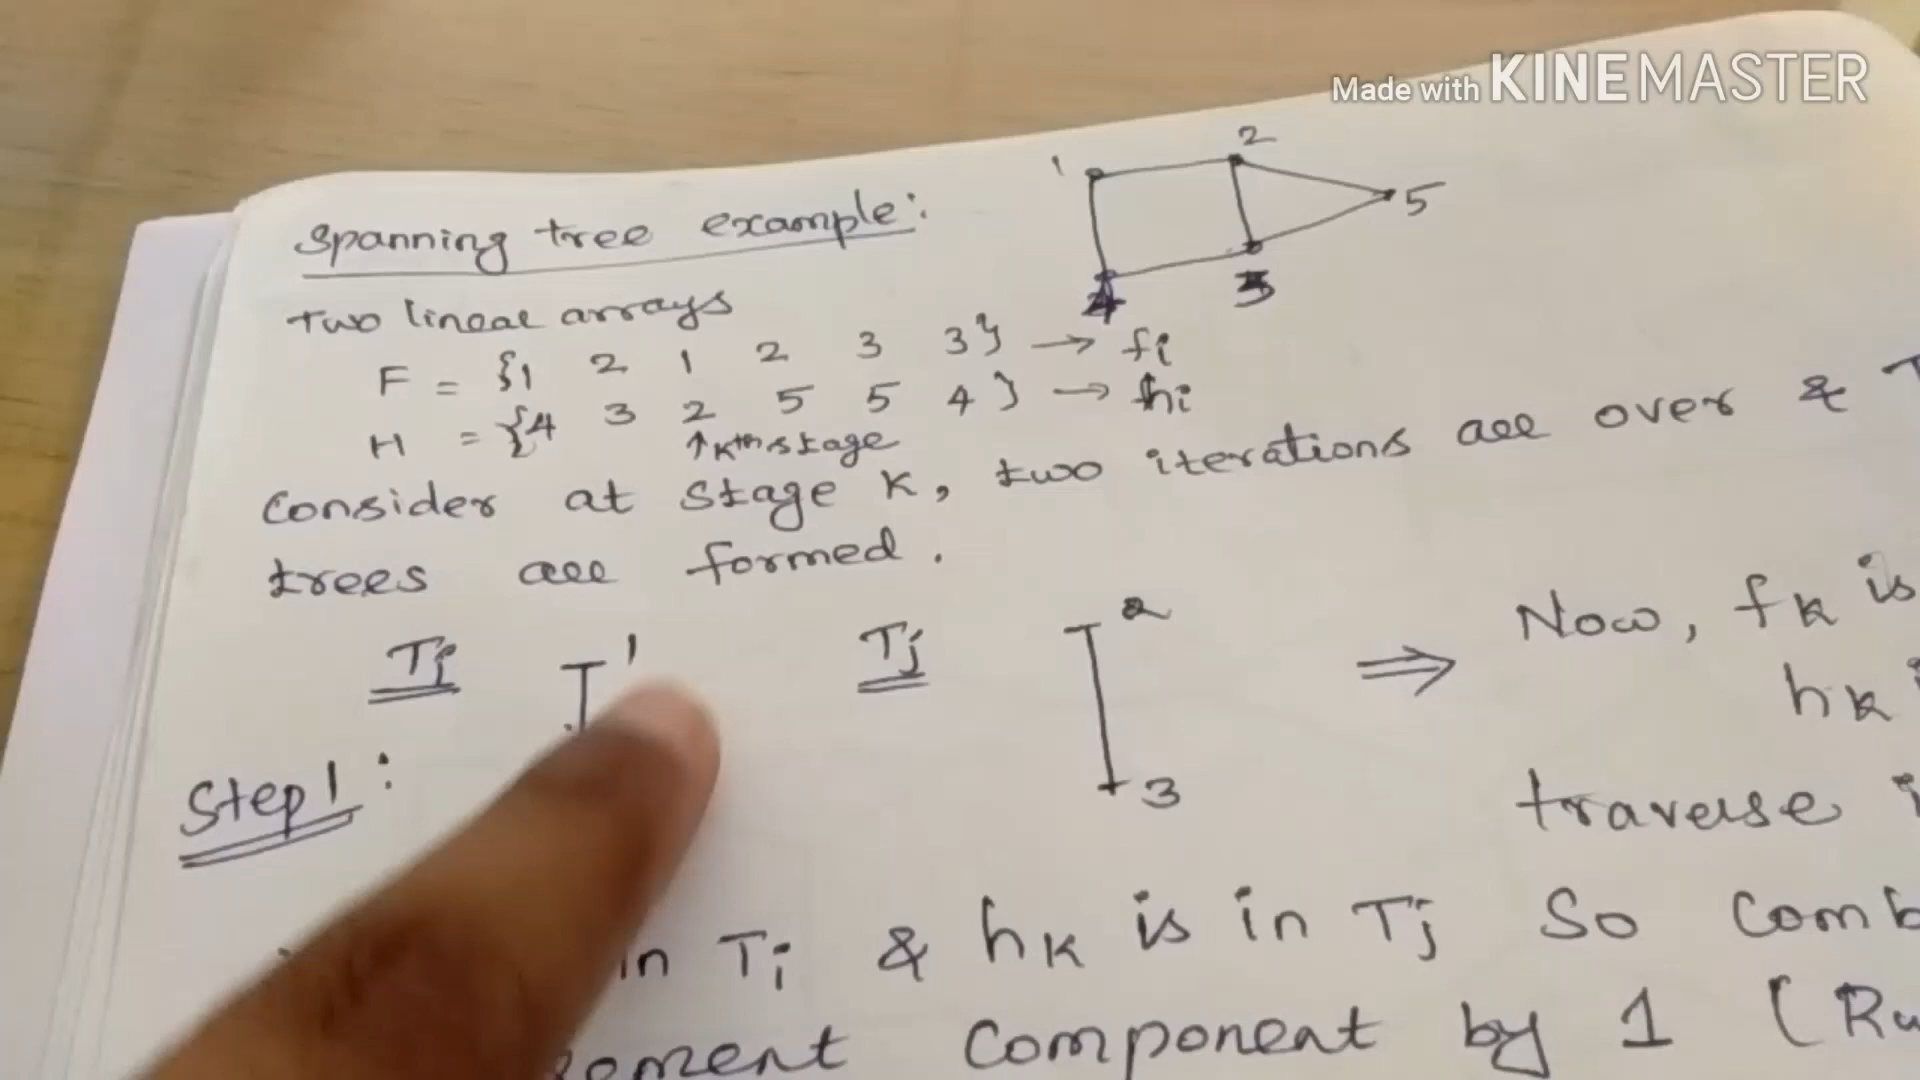 Made with KINEMASTER
1 2
5
4 3
Spanning tree example:
Two linear arrays
F = {1 2 1 2 3 3} → fi
H = {4 3 2 5 5 4} → hi
↑ Kth stage
Consider at stage K, two iterations are over &
trees are formed.
Ti 1 Tj 2 ⇒ Now, fk is
hk
3
Step 1: traverse
in Ti & hk is in Tj So
component by 1 (